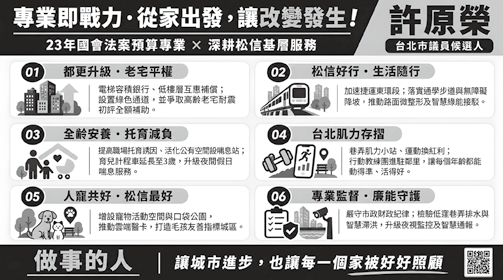 專業即戰力．從家出發，讓改變發生！
23年國會法案預算專業 × 深耕松信基層服務
許原榮
台北市議員候選人
01 都更升級．老宅平權
電梯容積銀行、低樓層互惠補償；
設置綠色通道，並爭取高齡老宅耐震
初評全額補助。
02 松信好行．生活隨行
加速捷運東環段；落實通學步道與無障礙
障坡，推動路面微整形及智慧綠能接駁。
03 全齡安養．托育減負
提高職場托育誘因、活化公有空間設喘息站；
育兒計程車延長至3歲，升級夜間假日
喘息服務。
04 台北肌力存摺
巷弄肌力小站、運動換紅利；
行動教練團進駐鄰里，讓每個年齡都能
動得準、活得好。
05 人寵共好．松信最好
增設寵物活動空間與口袋公園，
推動雲端醫卡，打造毛孩友善指標城區。
06 專業監督．廉能守護
嚴守市政財政紀律；檢驗低窪巷弄排水與
智慧滯洪，升級夜視監控及智慧通報。
做事的人
讓城市進步，也讓每一個家被好好照顧